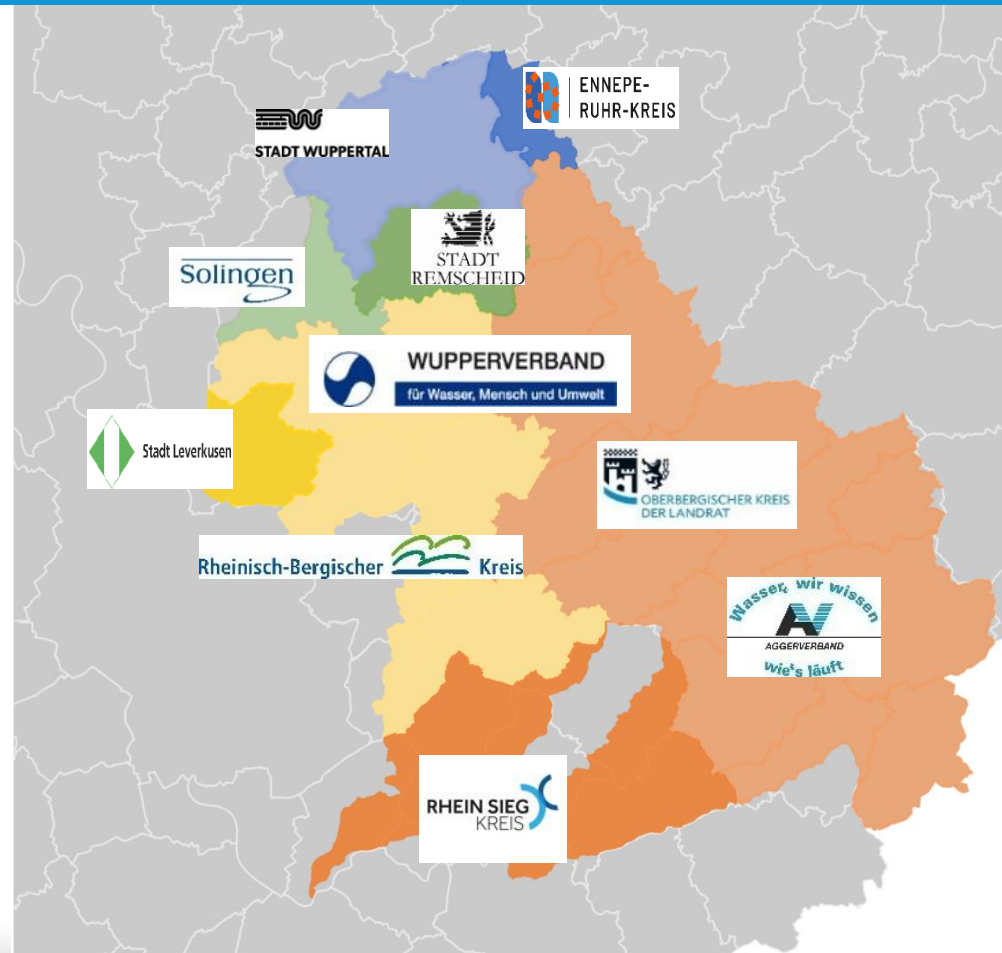 ENNEPE-
RUHR-KREIS
STADT WUPPERTAL
STADT
REMSCHEID
Solingen
WUPPERVERBAND
für Wasser, Mensch und Umwelt
Stadt Leverkusen
OBERBERGISCHER KREIS
DER LANDRAT
Rheinisch-Bergischer Kreis
Wasser, wir wissen
AGGERVERBAND
wie's läuft
RHEIN SIEG
KREIS